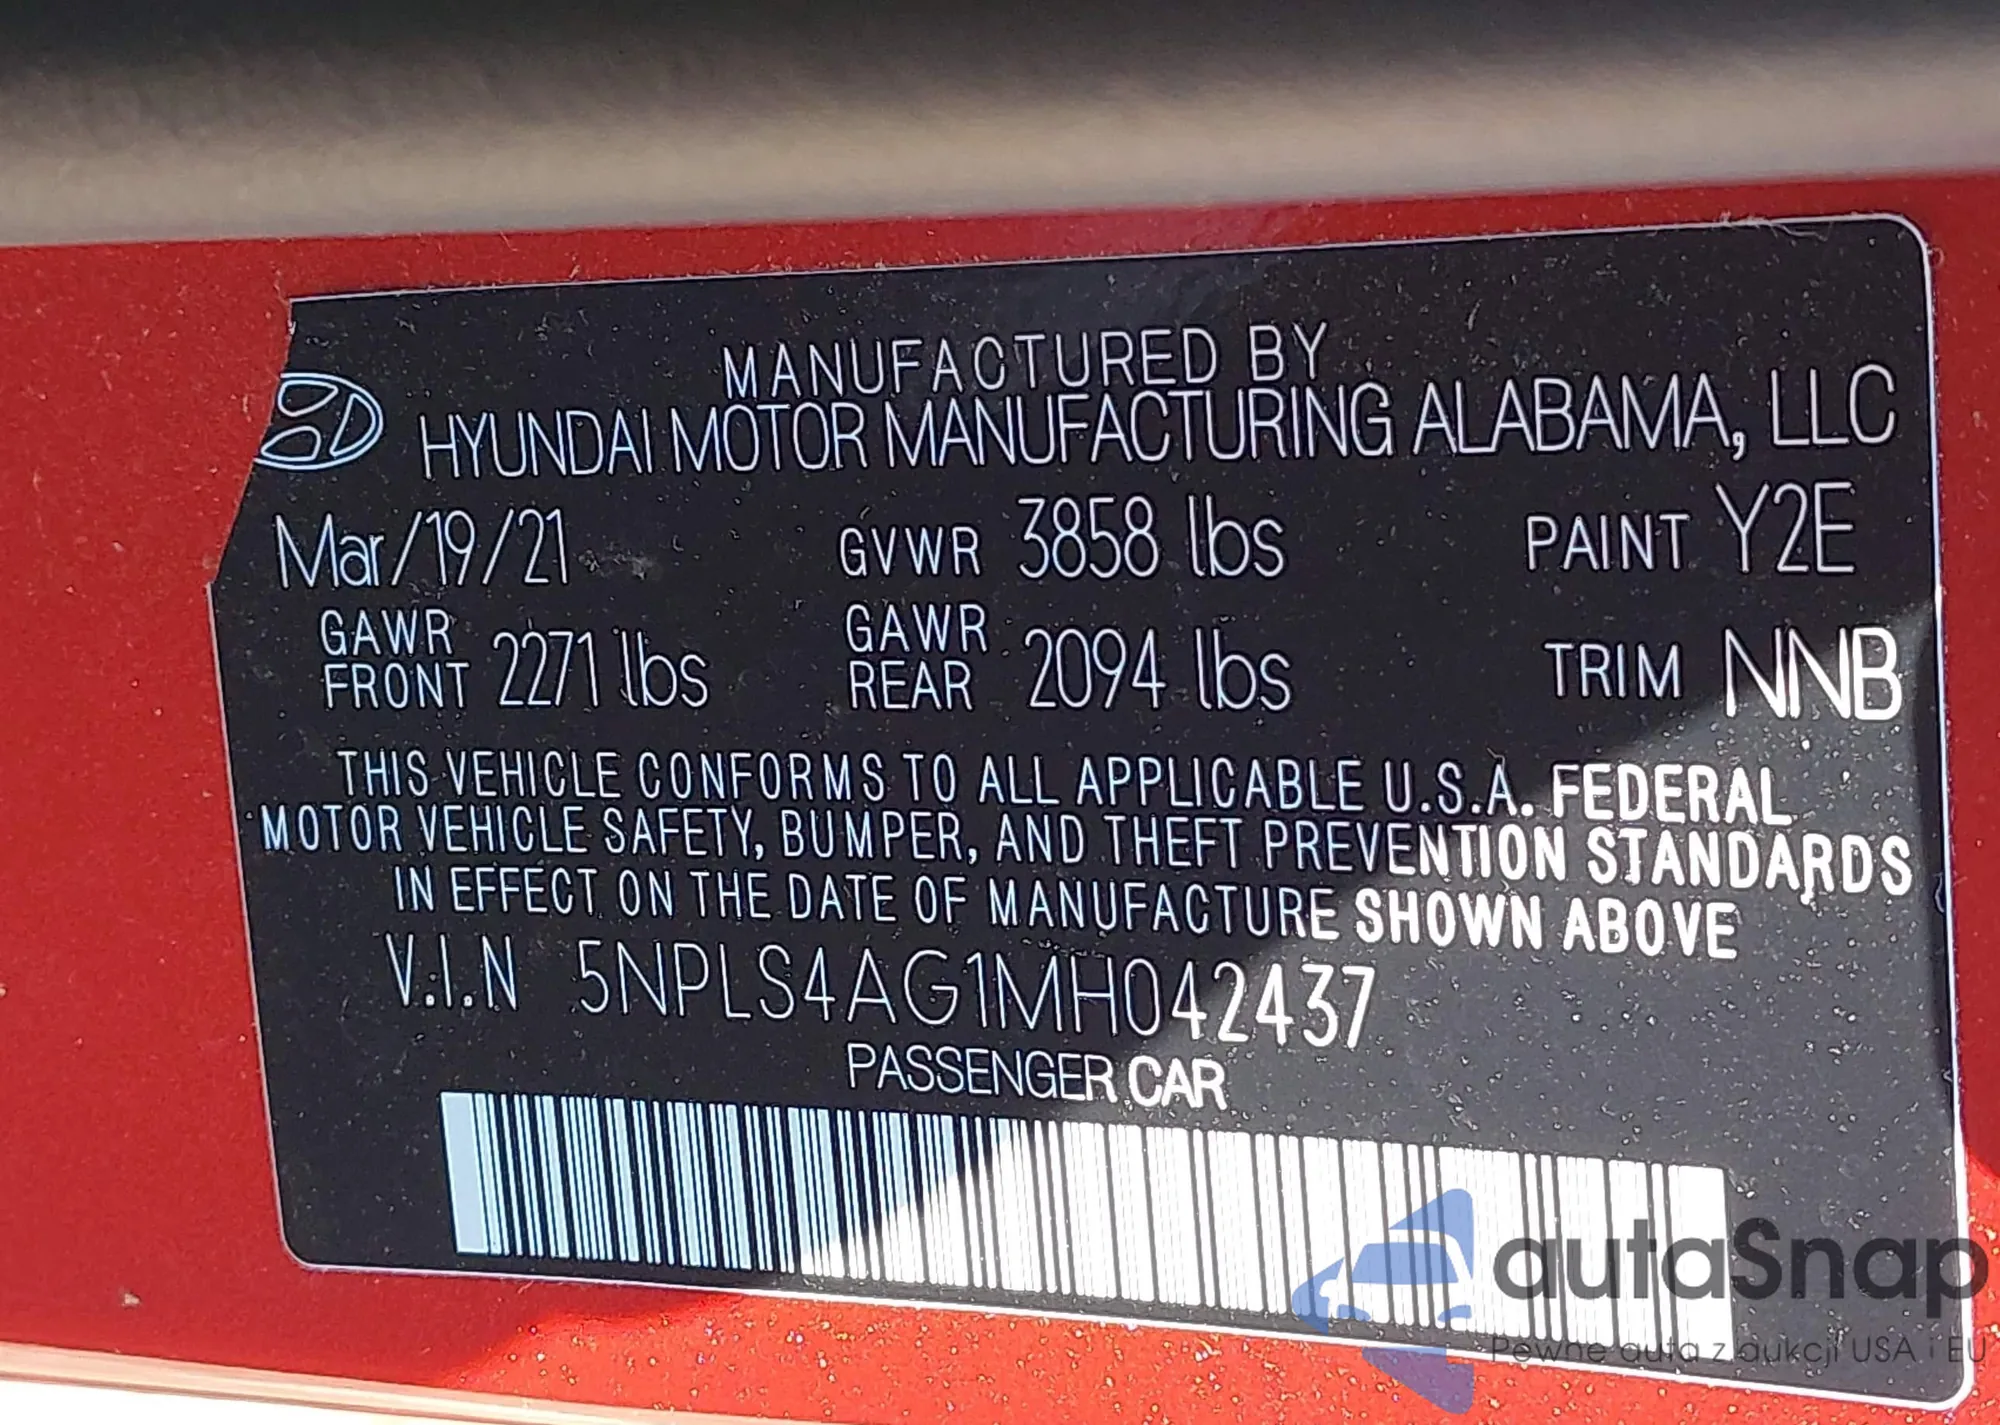 MANUFACTURED BY
HYUNDAI MOTOR MANUFACTURING ALABAMA, LLC
Mar/19/21 GVWR 3858 lbs PAINT Y2E
GAWR FRONT 2271 lbs GAWR REAR 2094 lbs TRIM NNB
THIS VEHICLE CONFORMS TO ALL APPLICABLE U.S.A. FEDERAL
MOTOR VEHICLE SAFETY, BUMPER, AND THEFT PREVENTION STANDARDS
IN EFFECT ON THE DATE OF MANUFACTURE SHOWN ABOVE
V.I.N 5NPLS4AG1MH042437
PASSENGER CAR
autaSnap
Pewne auta z aukcji USA i EU